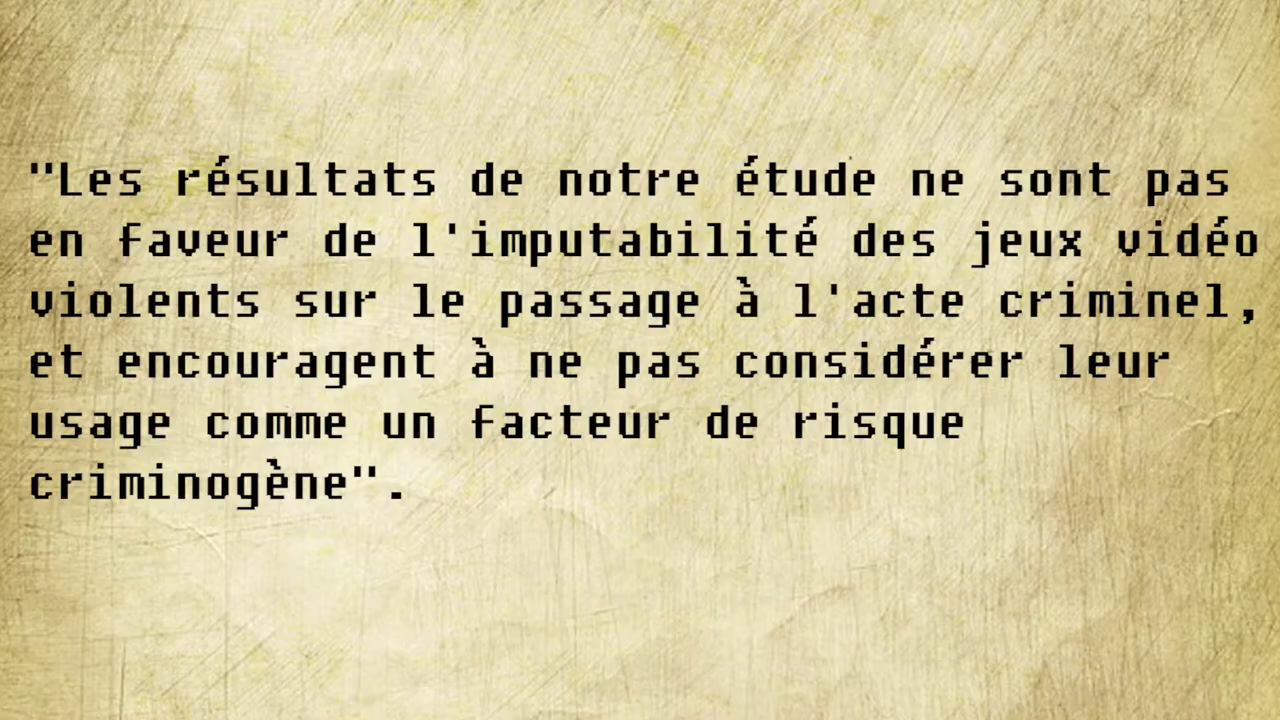 "Les résultats de notre étude ne sont pas
en faveur de l'imputabilité des jeux vidéo
violents sur le passage à l'acte criminel,
et encouragent à ne pas considérer leur
usage comme un facteur de risque
criminogène".